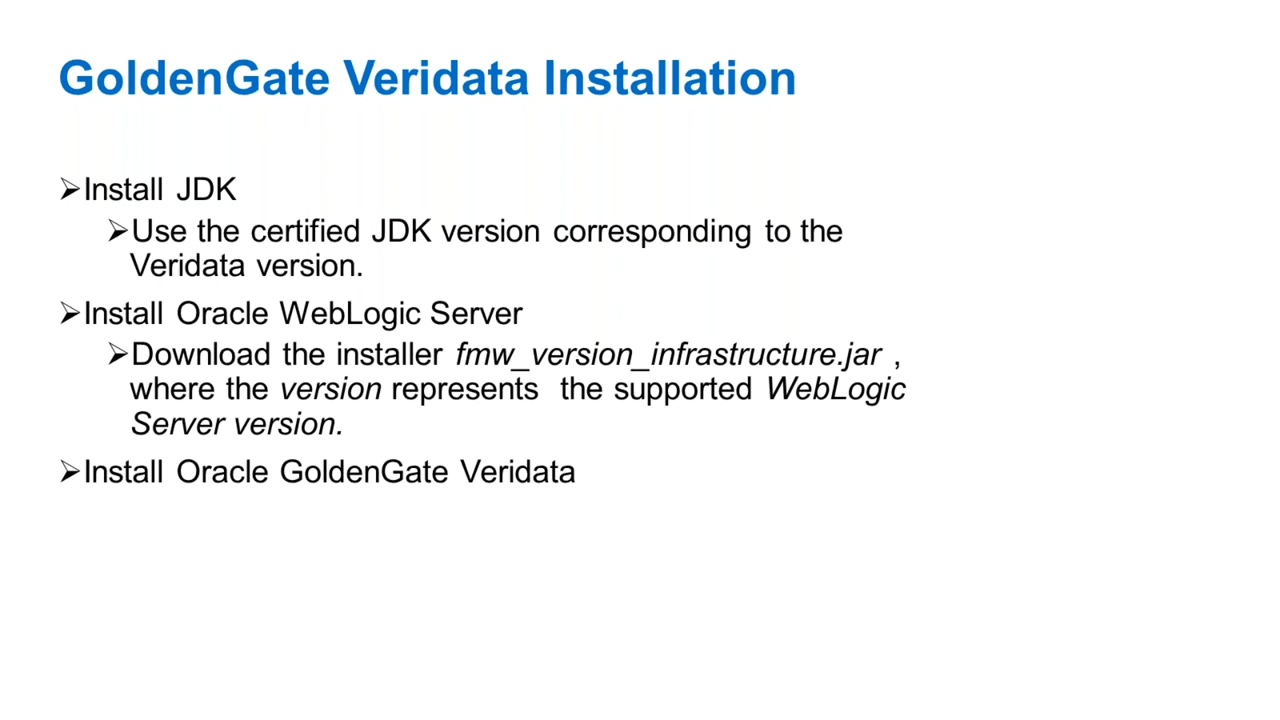 GoldenGate Veridata Installation
➢Install JDK
➢Use the certified JDK version corresponding to the
Veridata version.
➢Install Oracle WebLogic Server
➢Download the installer fmw_version_infrastructure.jar ,
where the version represents the supported WebLogic
Server version.
➢Install Oracle GoldenGate Veridata